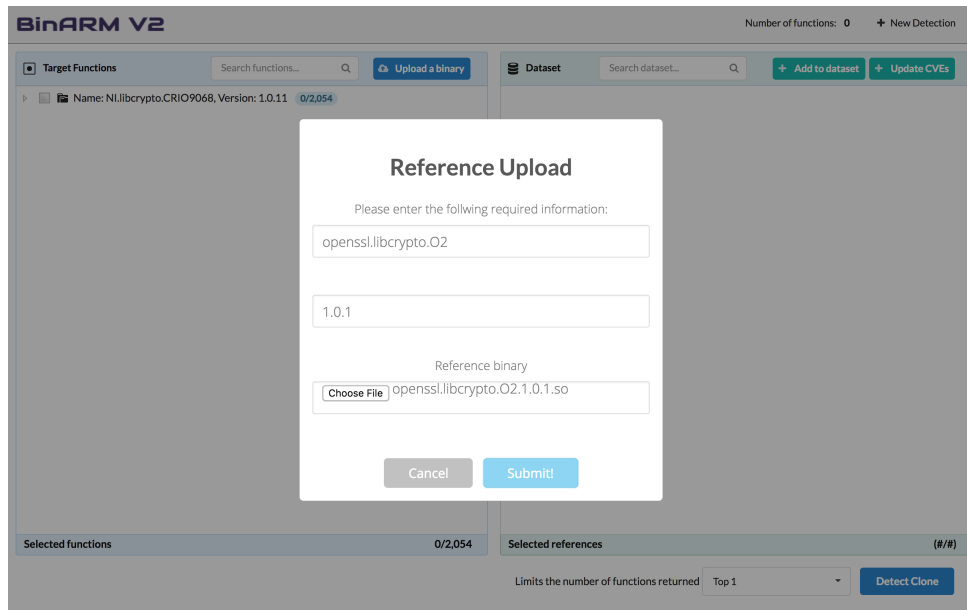 BinARM V2
Number of functions: 0
+ New Detection
Target Functions
Search functions...
Upload a binary
Dataset
Search dataset...
+ Add to dataset
+ Update CVEs
Name: NI.libcrypto.CRIO9068, Version: 1.0.11 0/2,054
Reference Upload
Please enter the follwing required information:
openssl.libcrypto.O2
1.0.1
Reference binary
Choose File openssl.libcrypto.O2.1.0.1.so
Cancel
Submit!
Selected functions
0/2,054
Selected references
(#/#)
Limits the number of functions returned
Top 1
Detect Clone